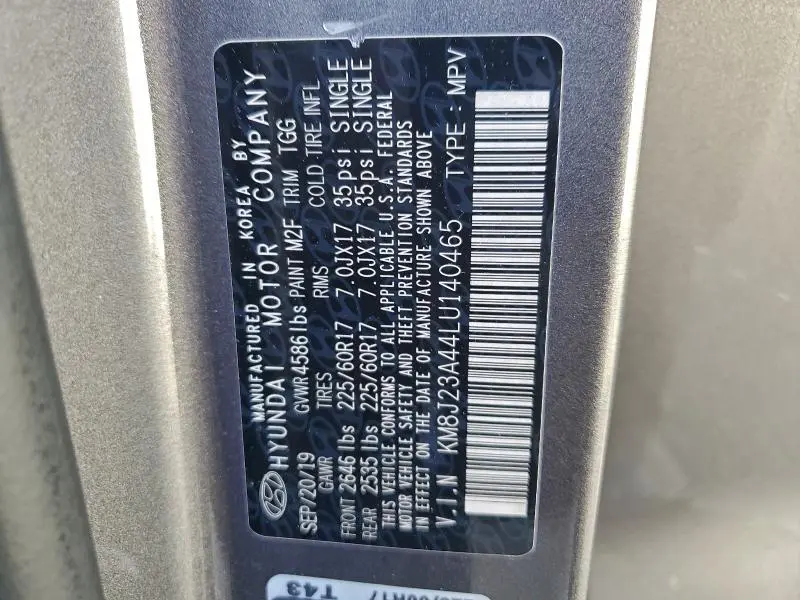 MANUFACTURED IN KOREA BY
HYUNDAI MOTOR COMPANY
SEP/20/19 GVWR 4586 lbs PAINT M2F TRIM TGG
GAWR TIRES RIMS COLD TIRE INFL
FRONT 2646 lbs 225/60R17 7.0JX17 35psi SINGLE
REAR 2535 lbs 225/60R17 7.0JX17 35psi SINGLE
THIS VEHICLE CONFORMS TO ALL APPLICABLE U.S.A. FEDERAL
MOTOR VEHICLE SAFETY AND THEFT PREVENTION STANDARDS
IN EFFECT ON THE DATE OF MANUFACTURE SHOWN ABOVE
V.I.N KM8J23A44LU140465 TYPE : MPV
T43